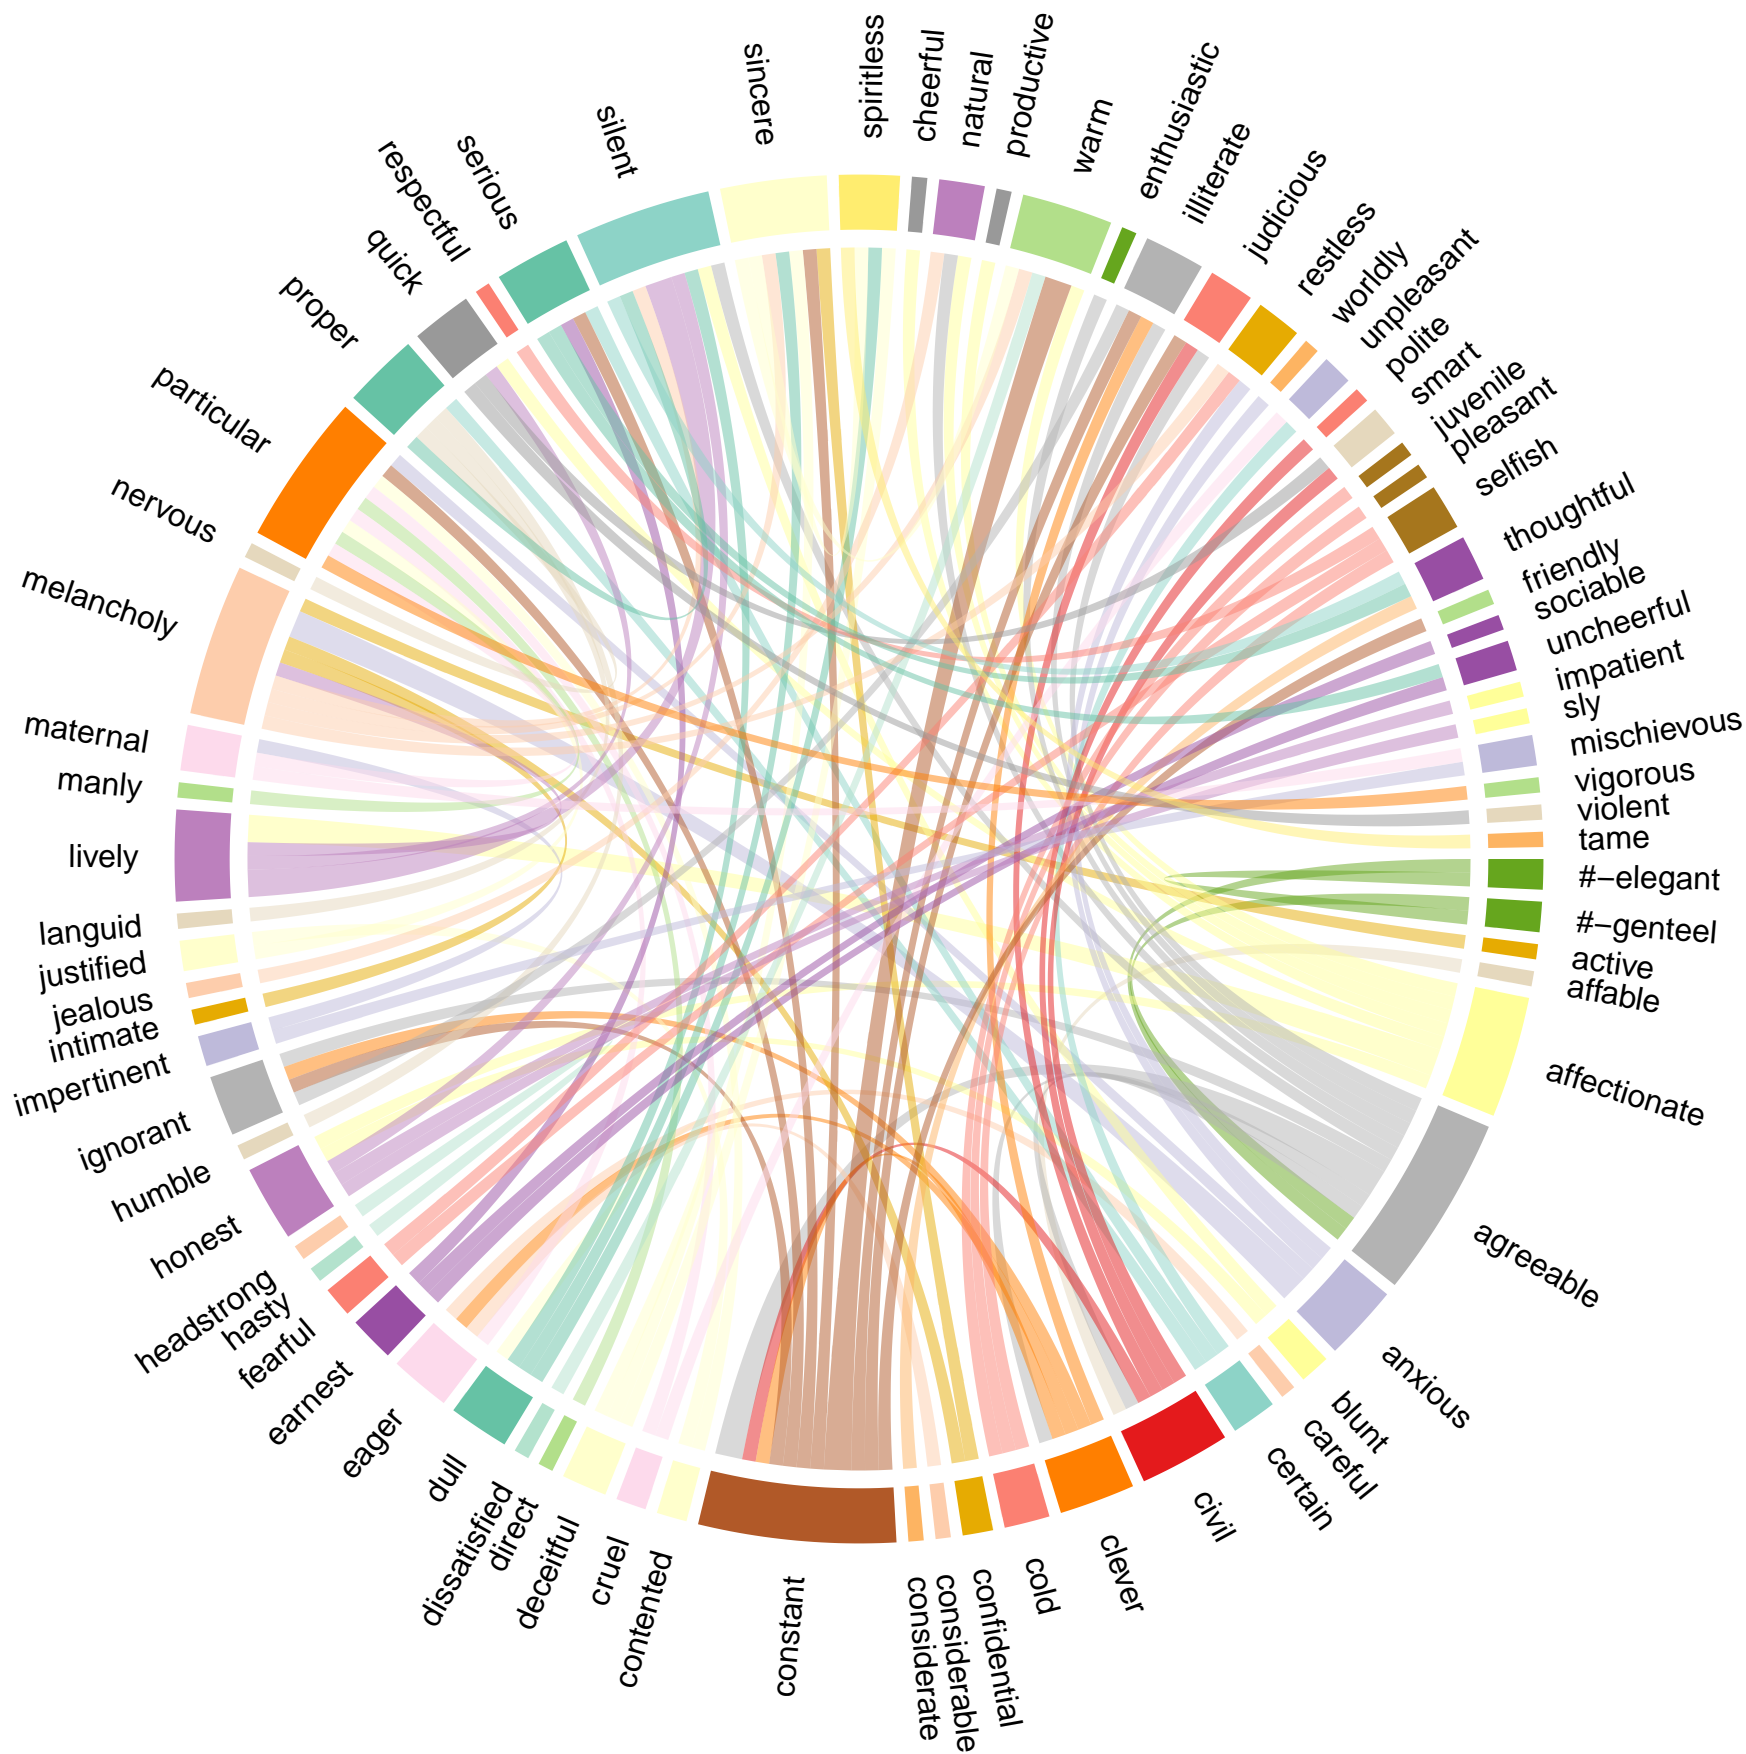 spiritless
cheerful
natural
productive
warm
enthusiastic
illiterate
judicious
restless
worldly
unpleasant
polite
smart
juvenile
pleasant
selfish
thoughtful
friendly
sociable
uncheerful
impatient
sly
mischievous
vigorous
violent
tame
#−elegant
#−genteel
active
affable
affectionate
agreeable
anxious
blunt
careful
certain
civil
clever
cold
confidential
considerable
considerate
constant
contented
cruel
deceitful
direct
dissatisfied
dull
eager
earnest
fearful
hasty
headstrong
honest
humble
ignorant
impertinent
intimate
jealous
justified
languid
lively
manly
maternal
melancholy
nervous
particular
proper
quick
respectful
serious
silent
sincere